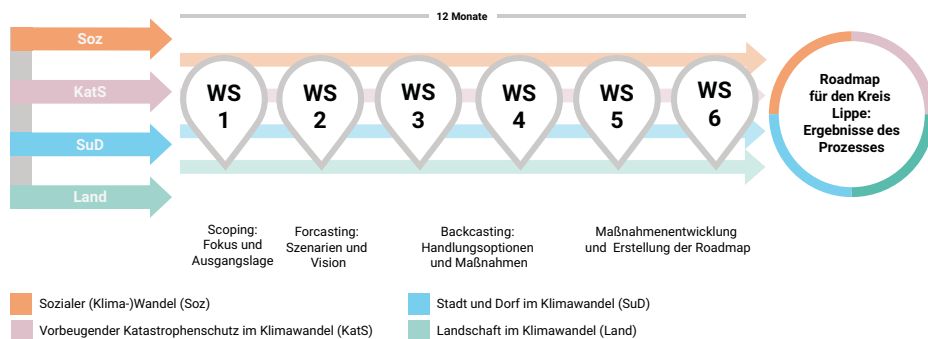 12 Monate
Soz
KatS
SuD
Land
WS
1
WS
2
WS
3
WS
4
WS
5
WS
6
Roadmap
für den Kreis
Lippe:
Ergebnisse des
Prozesses
Scoping:
Fokus und
Ausgangslage
Forcasting:
Szenarien und
Vision
Backcasting:
Handlungsoptionen
und Maßnahmen
Maßnahmenentwicklung
und Erstellung der Roadmap
Sozialer (Klima-)Wandel (Soz)
Vorbeugender Katastrophenschutz im Klimawandel (KatS)
Stadt und Dorf im Klimawandel (SuD)
Landschaft im Klimawandel (Land)